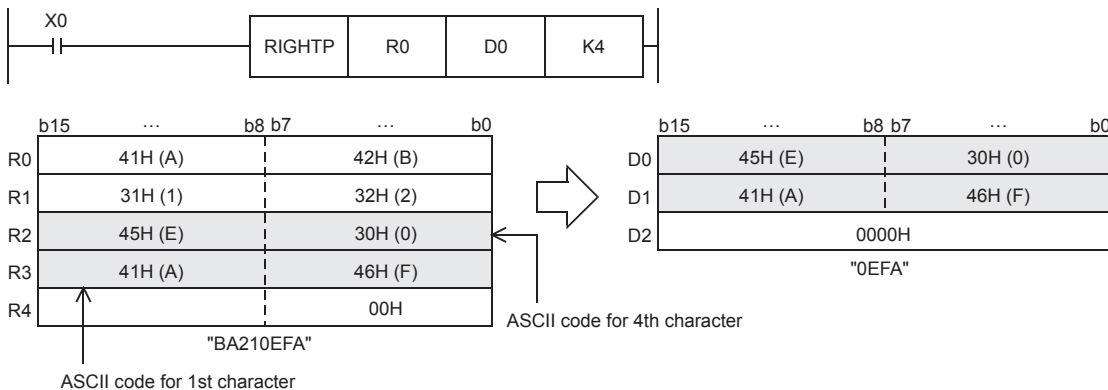 X0
RIGHTP R0 D0 K4
b15 ... b8 b7 ... b0
R0 41H (A) 42H (B)
R1 31H (1) 32H (2)
R2 45H (E) 30H (0)
R3 41H (A) 46H (F)
R4 00H
"BA210EFA"
ASCII code for 4th character
ASCII code for 1st character
b15 ... b8 b7 ... b0
D0 45H (E) 30H (0)
D1 41H (A) 46H (F)
D2 0000H
"0EFA"